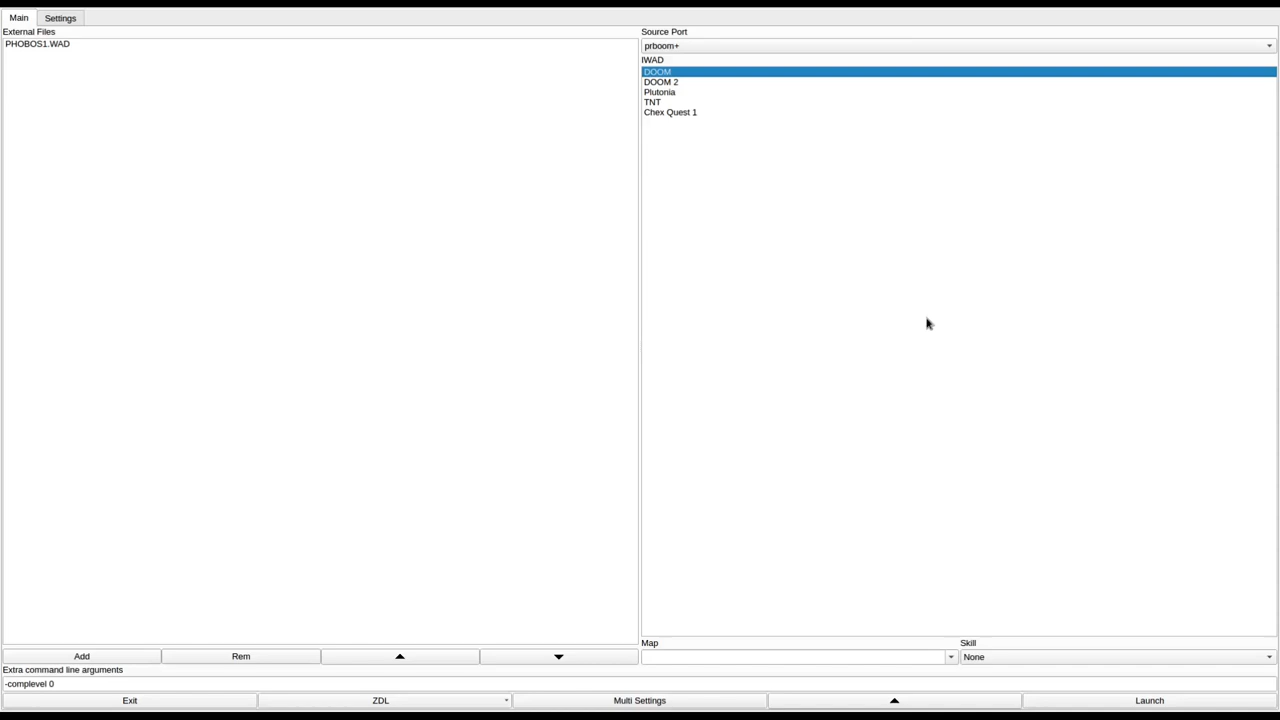 Main
Settings
External Files
PHOBOS1.WAD
Source Port
prboom+
IWAD
DOOM
DOOM 2
Plutonia
TNT
Chex Quest 1
Map
Skill
None
Add
Rem
Extra command line arguments
-complevel 0
Exit
ZDL
Multi Settings
Launch